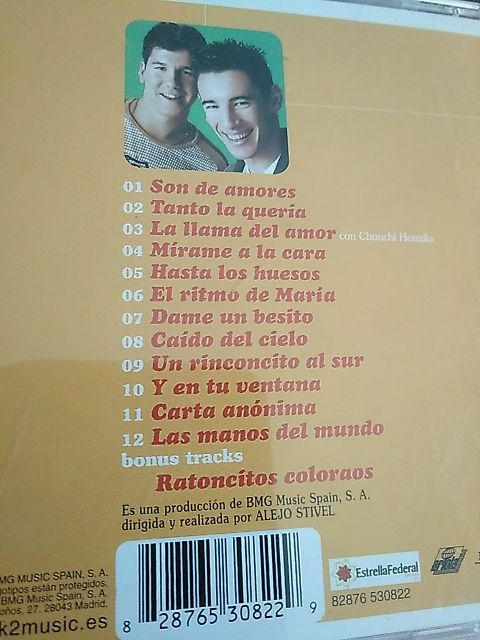 01 Son de amores
02 Tanto la quería
03 La llama del amor con Chonchi Heredia
04 Mírame a la cara
05 Hasta los huesos
06 El ritmo de María
07 Dame un besito
08 Caído del cielo
09 Un rinconcito al sur
10 Y en tu ventana
11 Carta anónima
12 Las manos del mundo
bonus tracks
Ratoncitos coloraos
Es una producción de BMG Music Spain, S. A.
dirigida y realizada por ALEJO STIVEL
MG MUSIC SPAIN, S. A.
gotipos están protegidos.
BMG Music Spain, S. A.
oños, 27. 28043 Madrid.
k2music.es
8 28765 30822 9
EstrellaFederal
82876 530822